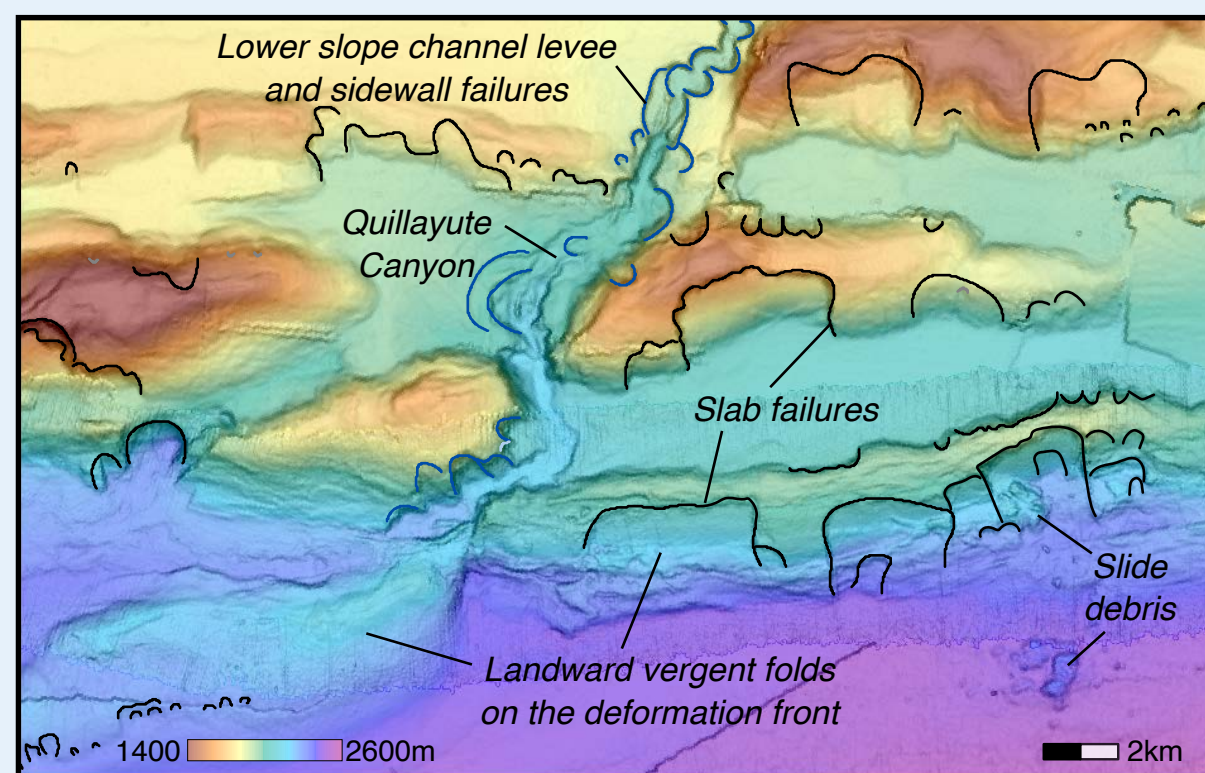 Lower slope channel levee
and sidewall failures
Quillayute
Canyon
Slab failures
Slide
debris
Landward vergent folds
on the deformation front
1400 2600m
2km